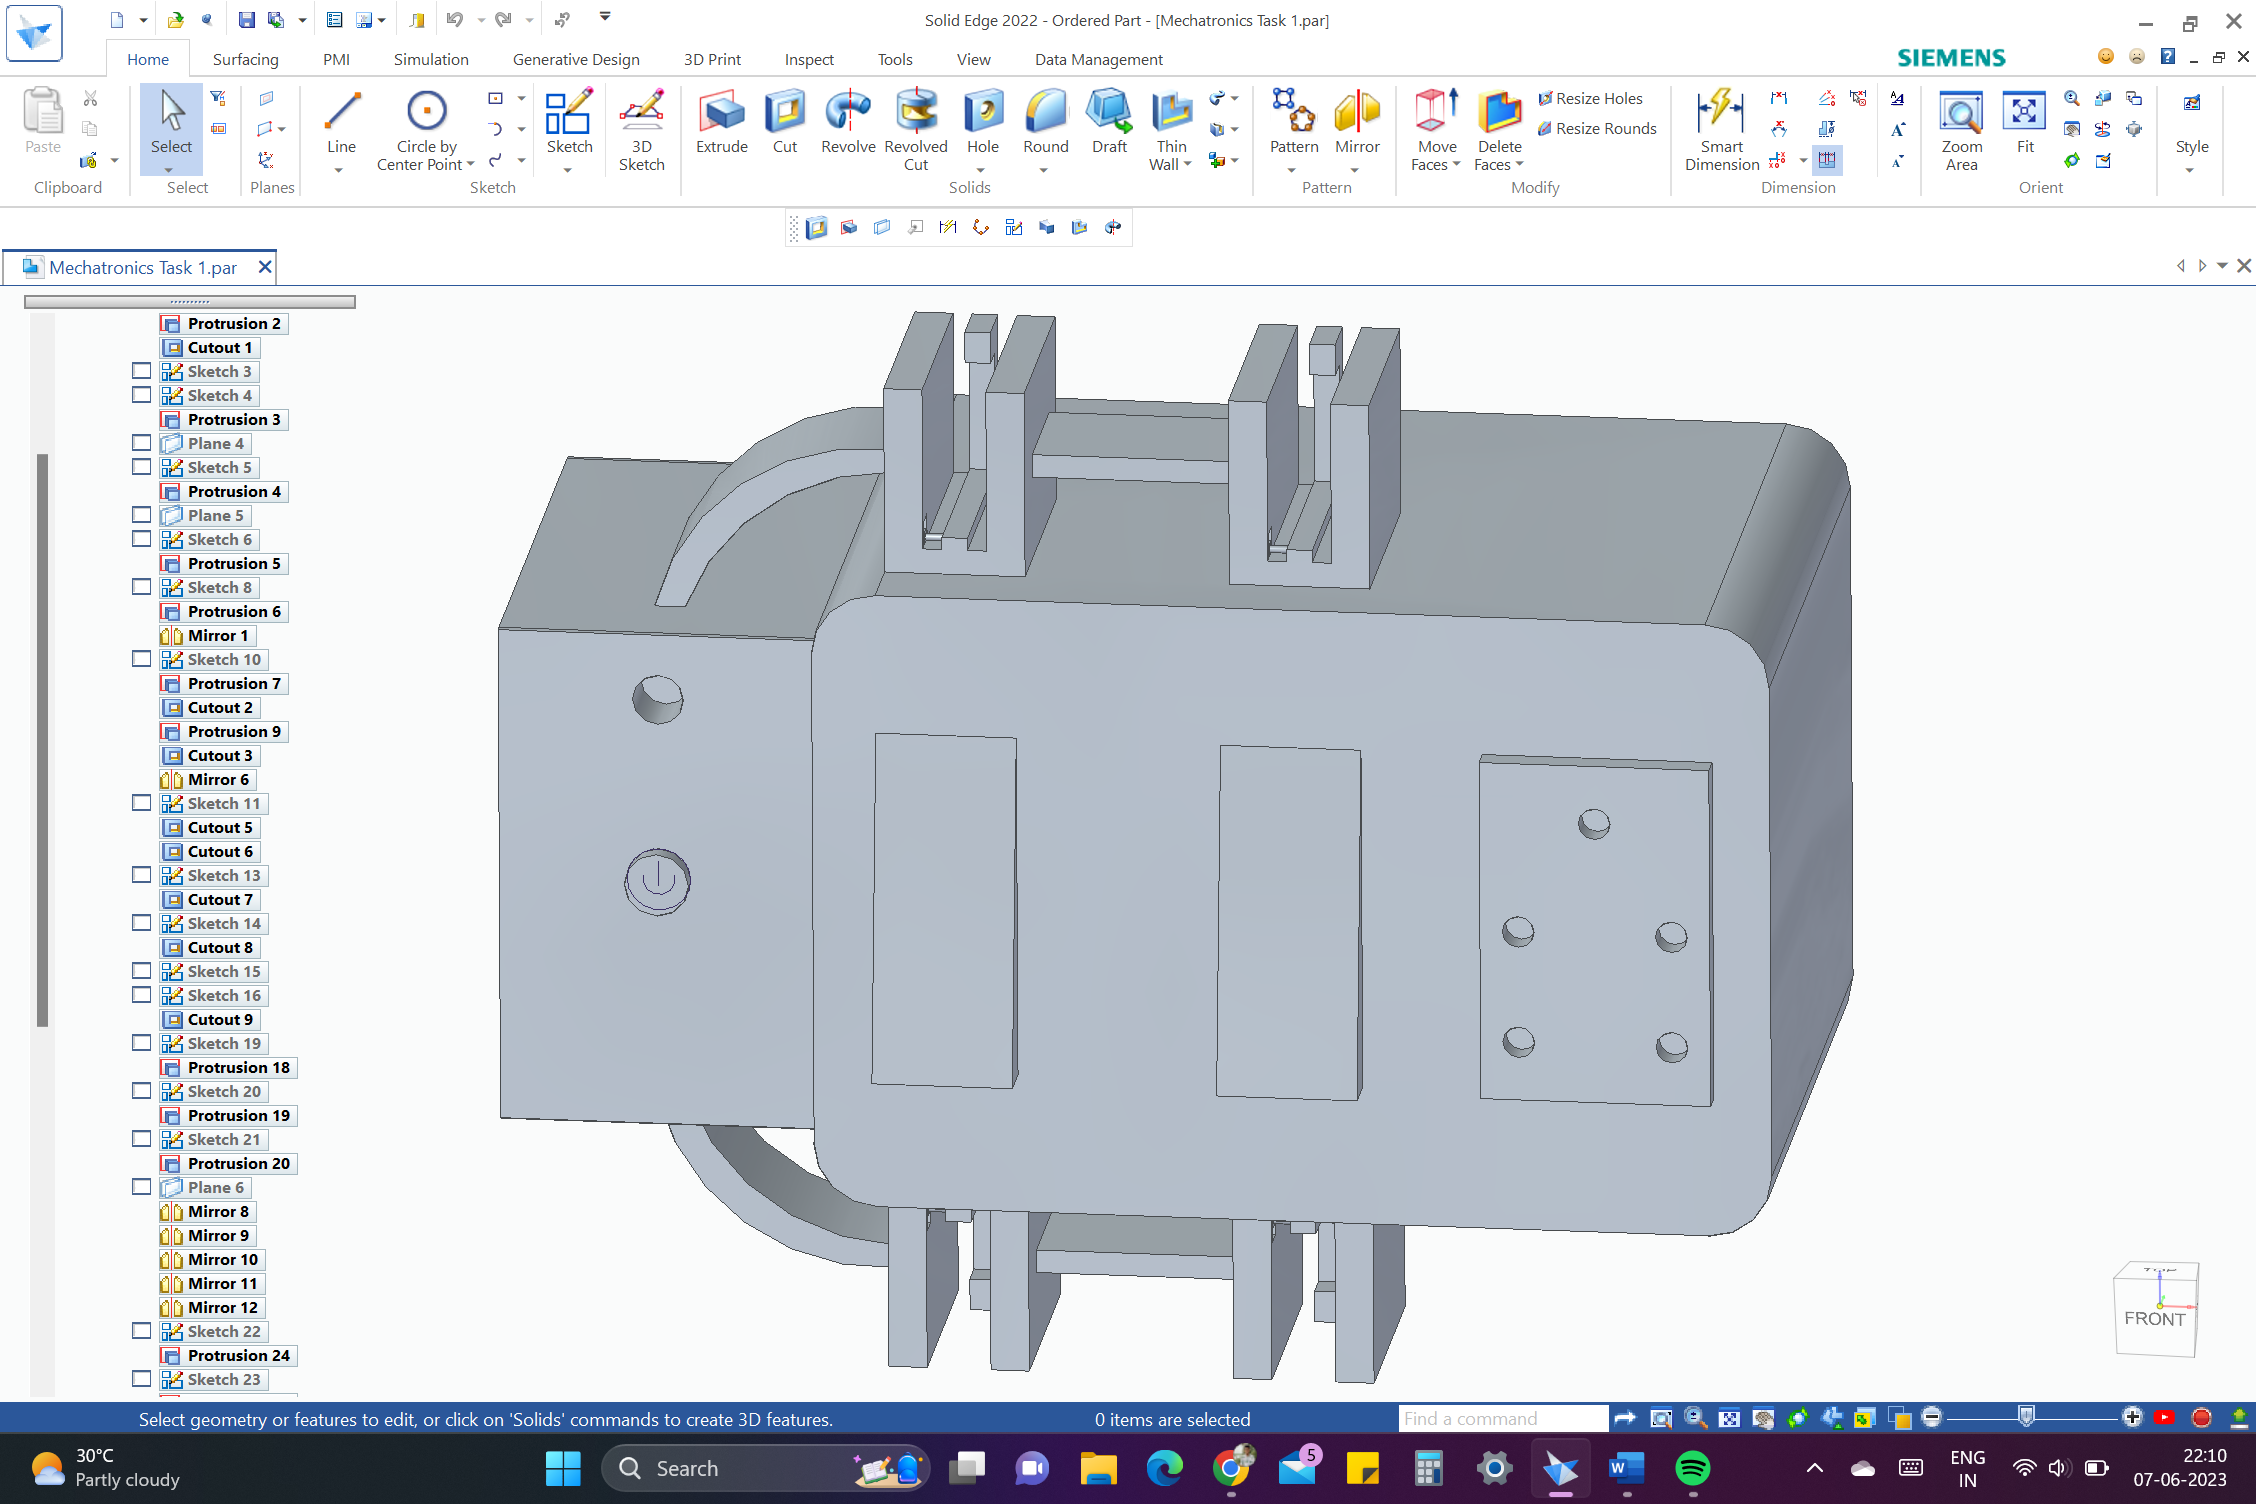 Solid Edge 2022 - Ordered Part - [Mechatronics Task 1.par]
Home
Surfacing
PMI
Simulation
Generative Design
3D Print
Inspect
Tools
View
Data Management
SIEMENS
Paste
Clipboard
Select
Select
Planes
Line
Circle by
Center Point
Sketch
Sketch
3D
Sketch
Extrude
Cut
Revolve
Revolved
Cut
Hole
Round
Draft
Thin
Wall
Solids
Pattern
Mirror
Pattern
Move
Faces
Delete
Faces
Resize Holes
Resize Rounds
Modify
Smart
Dimension
Dimension
Zoom
Area
Fit
Orient
Style
Mechatronics Task 1.par
Protrusion 2
Cutout 1
Sketch 3
Sketch 4
Protrusion 3
Plane 4
Sketch 5
Protrusion 4
Plane 5
Sketch 6
Protrusion 5
Sketch 8
Protrusion 6
Mirror 1
Sketch 10
Protrusion 7
Cutout 2
Protrusion 9
Cutout 3
Mirror 6
Sketch 11
Cutout 5
Cutout 6
Sketch 13
Cutout 7
Sketch 14
Cutout 8
Sketch 15
Sketch 16
Cutout 9
Sketch 19
Protrusion 18
Sketch 20
Protrusion 19
Sketch 21
Protrusion 20
Plane 6
Mirror 8
Mirror 9
Mirror 10
Mirror 11
Mirror 12
Sketch 22
Protrusion 24
Sketch 23
TOP
FRONT
Select geometry or features to edit, or click on 'Solids' commands to create 3D features.
0 items are selected
Find a command
30°C
Partly cloudy
Search
5
ENG
IN
22:10
07-06-2023